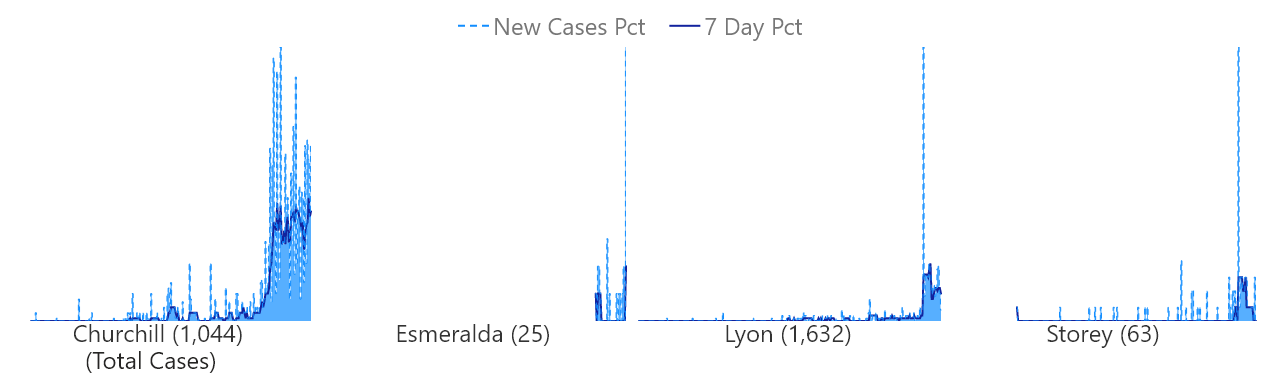 New Cases Pct 7 Day Pct
Churchill (1,044) Esmeralda (25) Lyon (1,632) Storey (63)
(Total Cases)